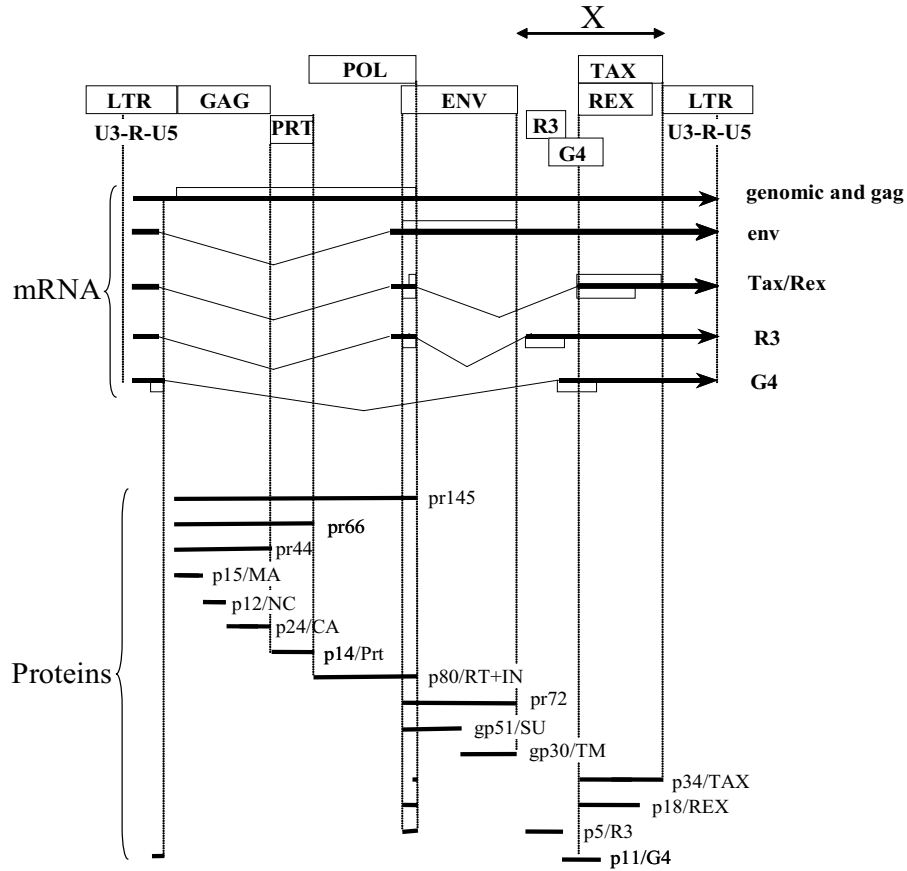 X
POL
TAX
LTR
GAG
ENV
REX
LTR
U3-R-U5
PRT
R3
U3-R-U5
G4
mRNA
genomic and gag
env
Tax/Rex
R3
G4
Proteins
pr145
pr66
pr44
p15/MA
p12/NC
p24/CA
p14/Prt
p80/RT+IN
pr72
gp51/SU
gp30/TM
p34/TAX
p18/REX
p5/R3
p11/G4